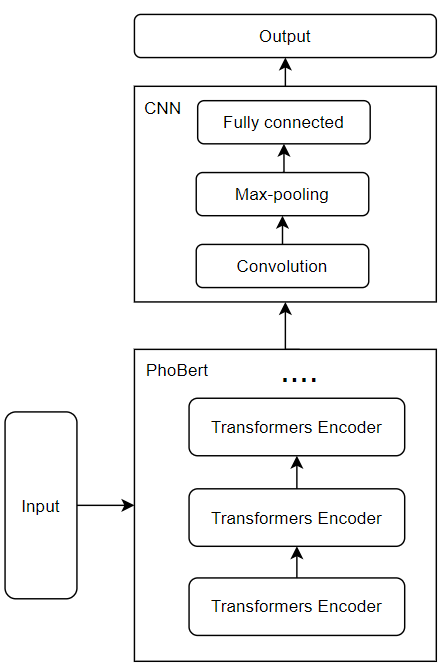 Output
CNN
Fully connected
Max-pooling
Convolution
PhoBert
....
Transformers Encoder
Input
Transformers Encoder
Transformers Encoder